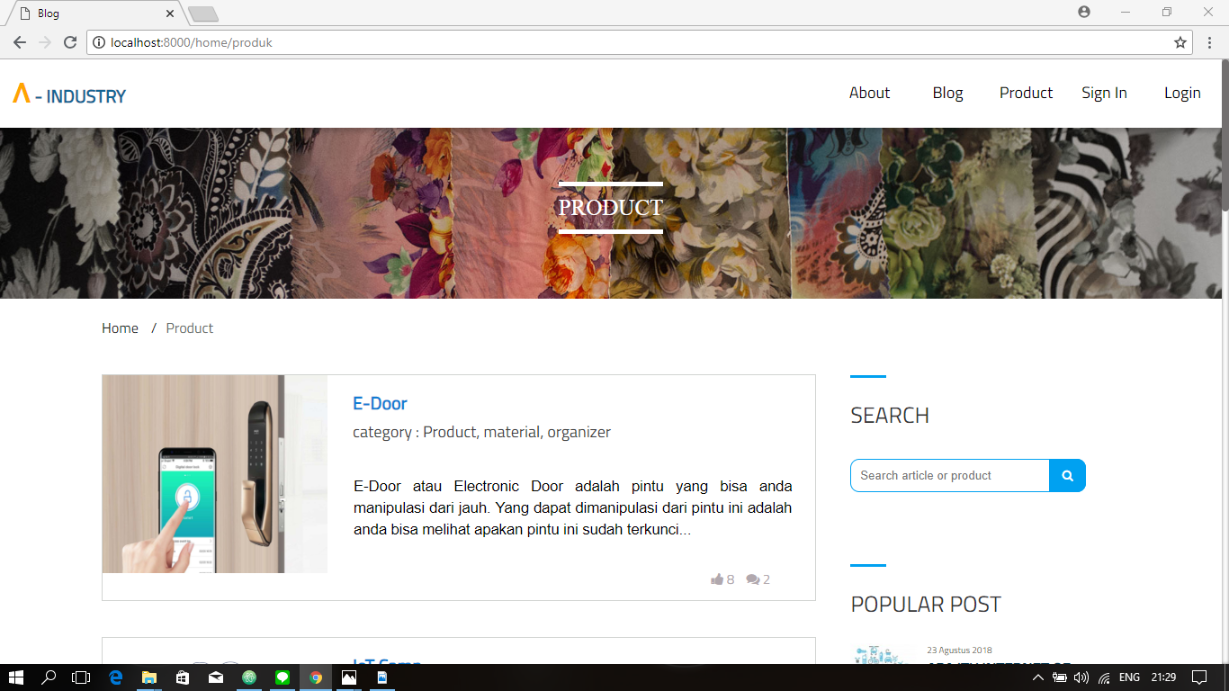 Blog
localhost:8000/home/produk
Λ - INDUSTRY
About Blog Product Sign In Login
PRODUCT
Home / Product
E-Door
category : Product, material, organizer
E-Door atau Electronic Door adalah pintu yang bisa anda
manipulasi dari jauh. Yang dapat dimanipulasi dari pintu ini adalah
anda bisa melihat apakan pintu ini sudah terkunci...
8 2
SEARCH
Search article or product
POPULAR POST
23 Agustus 2018
ENG 21:29